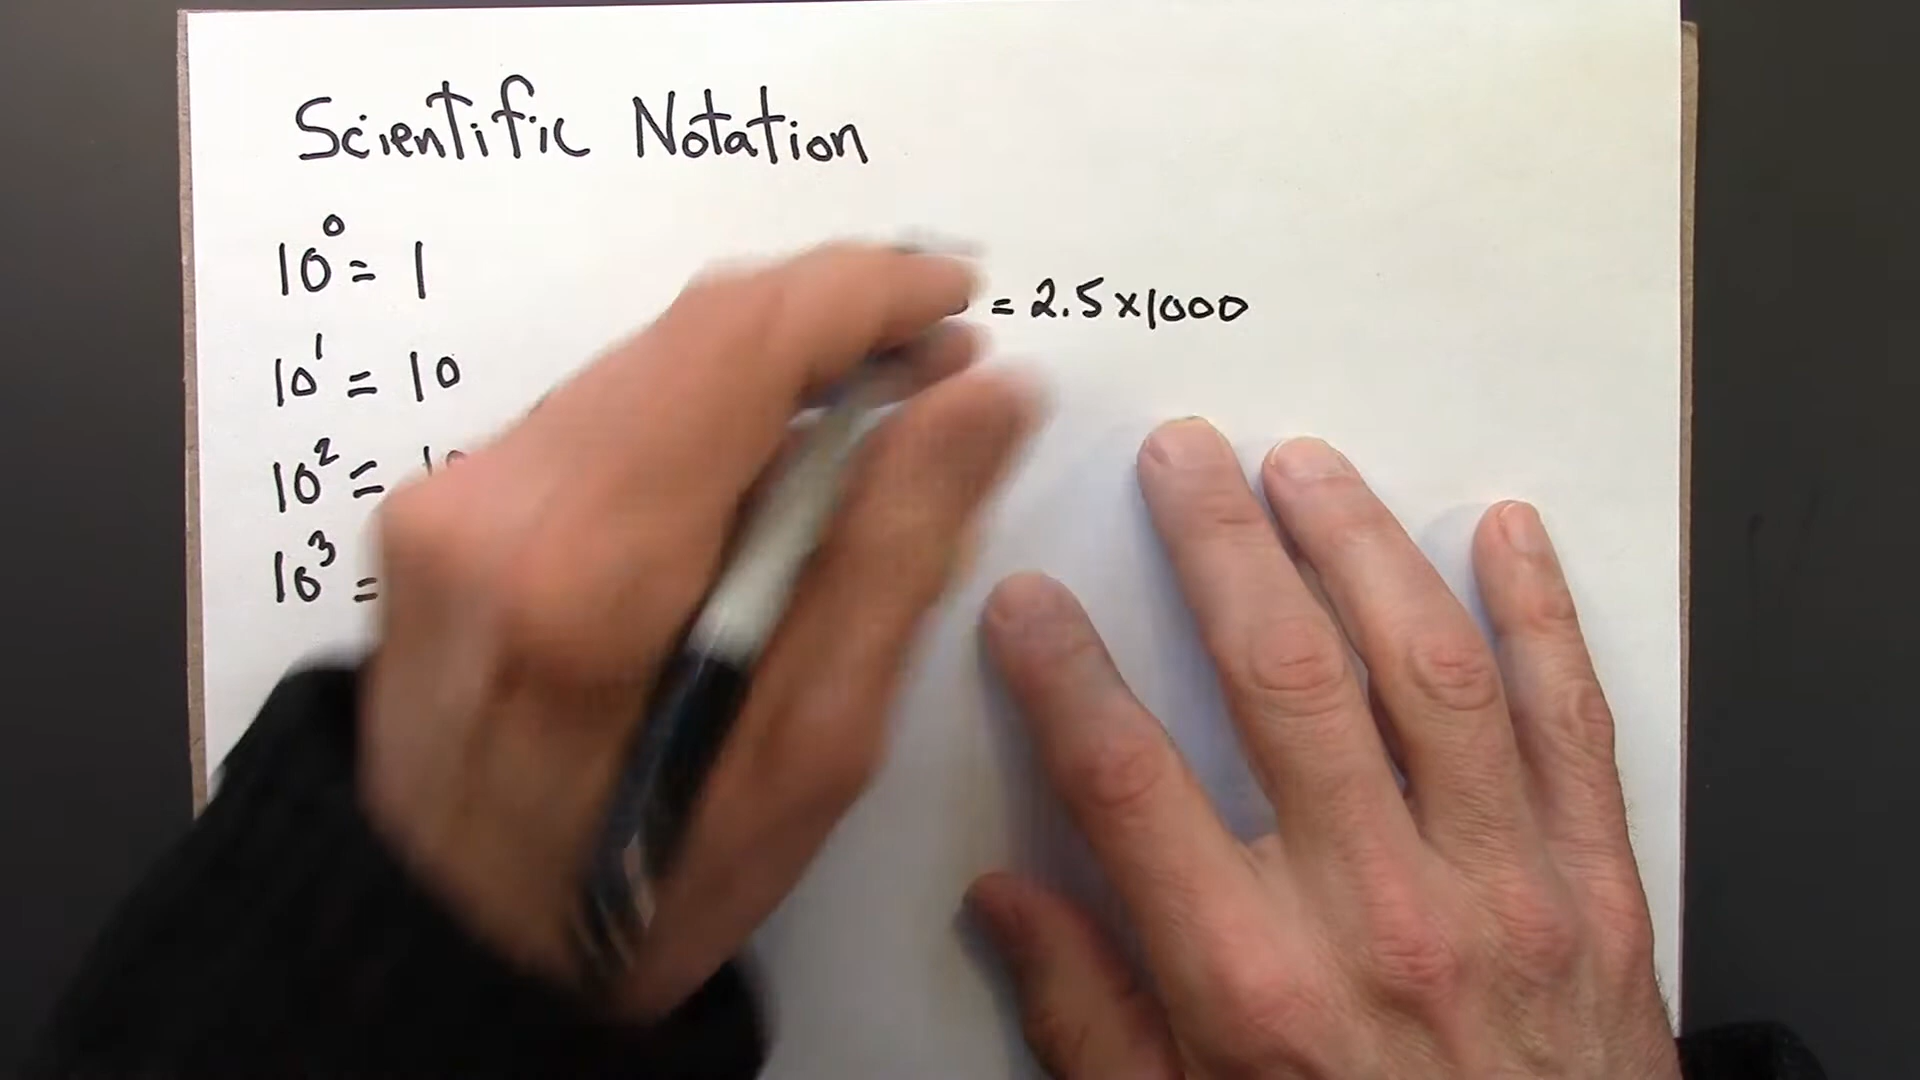 Scientific Notation
10⁰ = 1
= 2.5 x 1000
10¹ = 10
10² =
10³ =